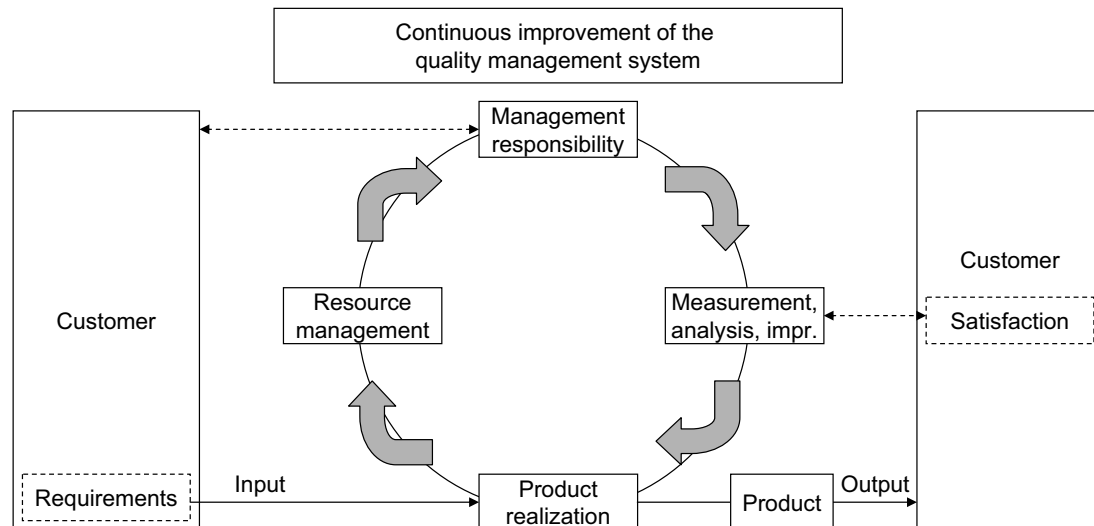 Continuous improvement of the
quality management system
Management
responsibility
Customer
Resource
management
Measurement,
analysis, impr.
Customer
Satisfaction
Requirements
Input
Product
realization
Product
Output